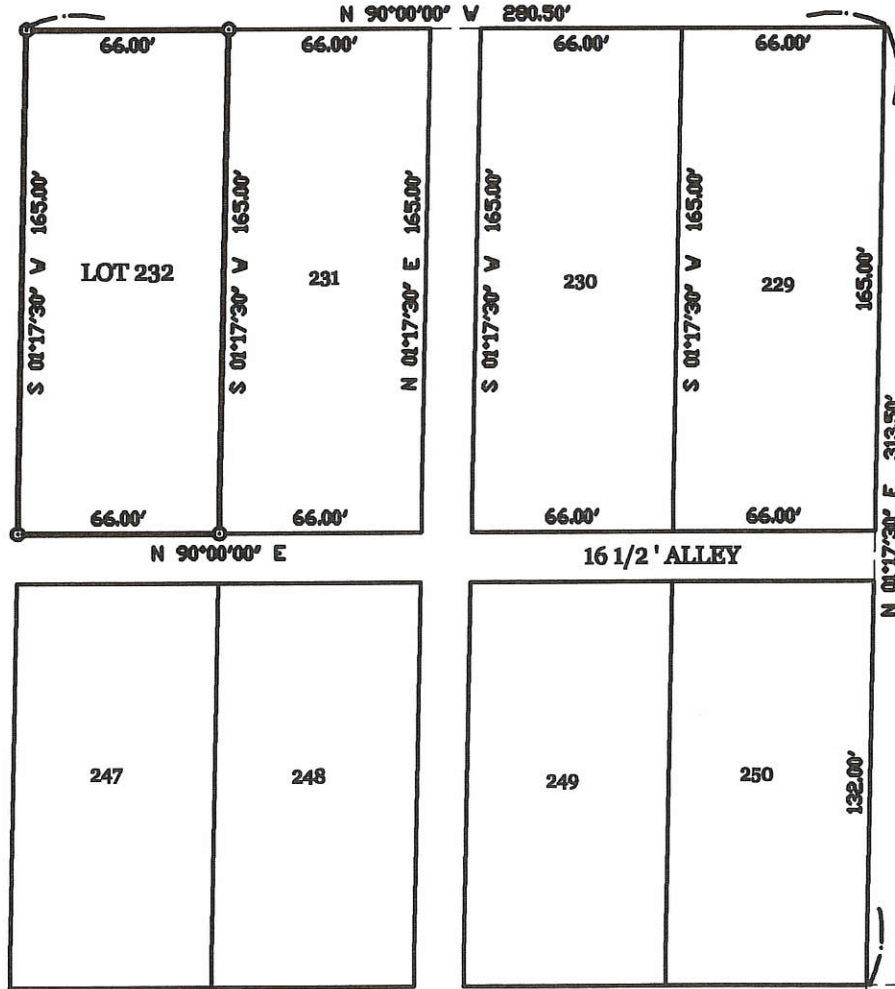 N 90°00'00" W 280.50'
66.00' 66.00' 66.00' 66.00'
S 01°17'30" W 165.00'
S 01°17'30" W 165.00'
N 01°17'30" E 165.00'
S 01°17'30" W 165.00'
S 01°17'30" W 165.00'
165.00'
LOT 232 231 230 229
N 01°17'30" E 313.50'
66.00' 66.00' 66.00' 66.00'
N 90°00'00" E 16 1/2 ' ALLEY
247 248 249 250
132.00'